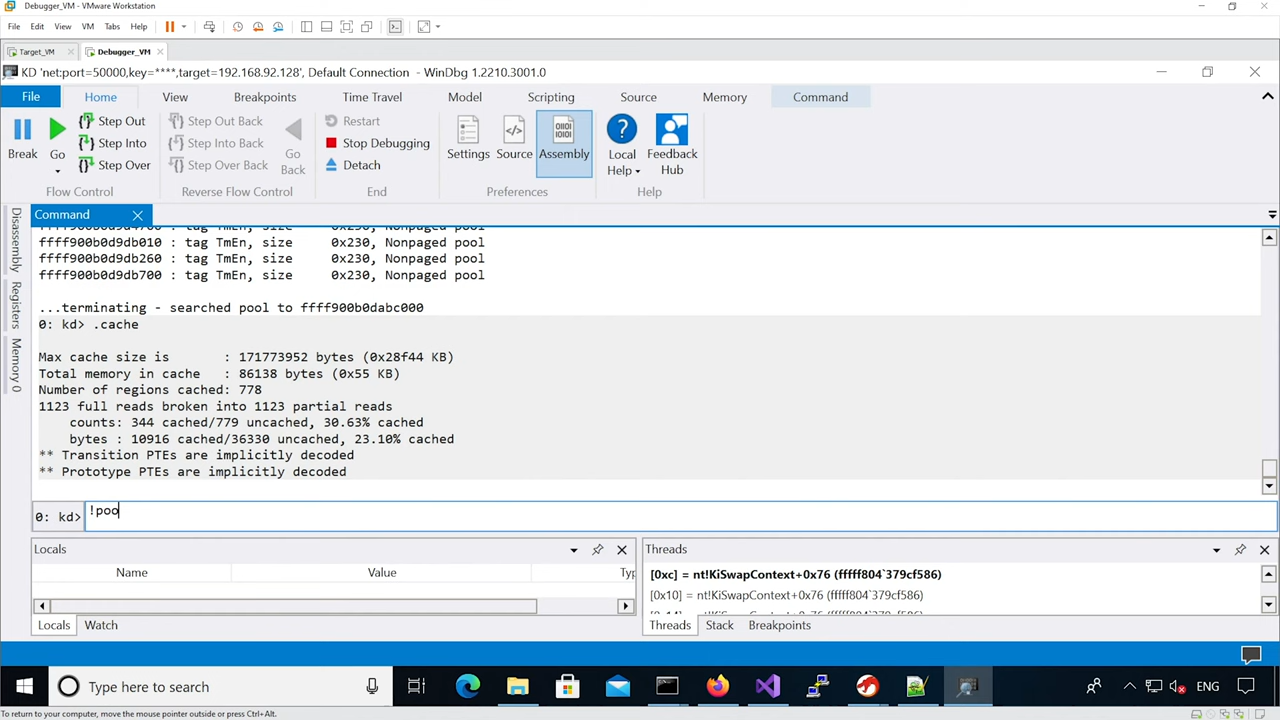 Debugger_VM - VMware Workstation
File Edit View VM Tabs Help
Target_VM Debugger_VM
KD 'net:port=50000,key=****,target=192.168.92.128', Default Connection - WinDbg 1.2210.3001.0
File Home View Breakpoints Time Travel Model Scripting Source Memory Command
Break
Go
Step Out
Step Into
Step Over
Flow Control
Step Out Back
Step Into Back
Step Over Back
Go Back
Reverse Flow Control
Restart
Stop Debugging
Detach
End
Settings Source Assembly
Preferences
Local Help
Feedback Hub
Help
Disassembly
Registers
Memory 0
Command
ffff900b0d9db010 : tag TmEn, size 0x230, Nonpaged pool
ffff900b0d9db260 : tag TmEn, size 0x230, Nonpaged pool
ffff900b0d9db700 : tag TmEn, size 0x230, Nonpaged pool
...terminating - searched pool to ffff900b0dabc000
0: kd> .cache
Max cache size is : 171773952 bytes (0x28f44 KB)
Total memory in cache : 86138 bytes (0x55 KB)
Number of regions cached: 778
1123 full reads broken into 1123 partial reads
counts: 344 cached/779 uncached, 30.63% cached
bytes : 10916 cached/36330 uncached, 23.10% cached
** Transition PTEs are implicitly decoded
** Prototype PTEs are implicitly decoded
0: kd> !poo
Locals
Name Value Typ
Locals Watch
Threads
[0xc] = nt!KiSwapContext+0x76 (fffff804`379cf586)
[0x10] = nt!KiSwapContext+0x76 (fffff804`379cf586)
Threads Stack Breakpoints
Type here to search
ENG
To return to your computer, move the mouse pointer outside or press Ctrl+Alt.